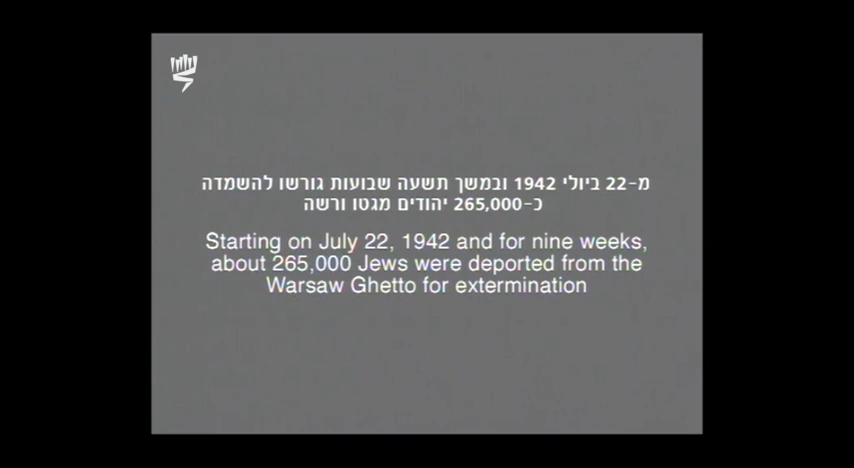 מ-22 ביולי 1942 ובמשך תשעה שבועות גורשו להשמדה
כ-265,000 יהודים מגטו ורשה
Starting on July 22, 1942 and for nine weeks,
about 265,000 Jews were deported from the
Warsaw Ghetto for extermination